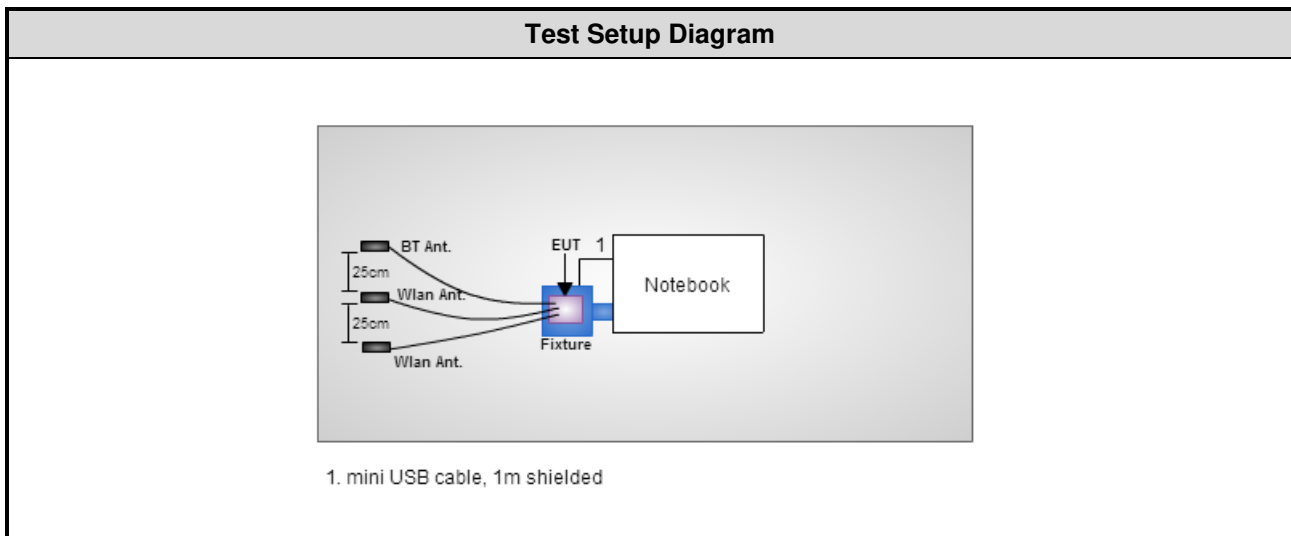 Test Setup Diagram
BT Ant.
EUT 1
25cm
Notebook
Wlan Ant.
25cm
Fixture
Wlan Ant.
1. mini USB cable, 1m shielded